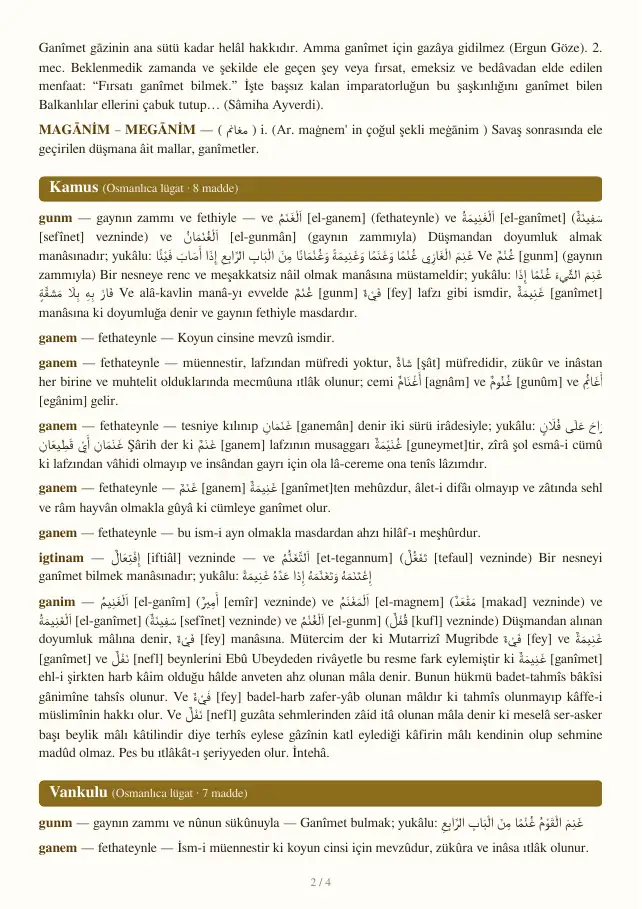 Ganîmet gāzinin ana sütü kadar helâl hakkıdır. Amma ganîmet için gazâya gidilmez (Ergun Göze). 2.
mec. Beklenmedik zamanda ve şekilde ele geçen şey veya fırsat, emeksiz ve bedâvadan elde edilen
menfaat: “Fırsatı ganîmet bilmek.” İşte başsız kalan imparatorluğun bu şaşkınlığını ganîmet bilen
Balkanlılar ellerini çabuk tutup… (Sâmiha Ayverdi).
MAGĀNİM – MEGĀNİM — ( مغانم ) i. (Ar. maġnem' in çoğul şekli meġānim ) Savaş sonrasında ele
geçirilen düşmana âit mallar, ganîmetler.
Kamus (Osmanlıca lügat · 8 madde)
gunm — gaynın zammı ve fethiyle — ve اَلْغَنَمُ [el-ganem] (fethateynle) ve اَلْغَنِيمَةُ [el-ganîmet] (سَفِينَةٌ
[sefînet] vezninde) ve اَلْغُنْمَانُ [el-gunmân] (gaynın zammıyla) Düşmandan doyumluk almak
manâsınadır; yukâlu: غَنِمَ الْغَازِي غُنْمًا وَغَنْمًا وَغَنِيمَةً وَغُنْمَانًا مِنَ الْبَابِ الرَّابِعِ إِذَا أَصَابَ فَيْئًا Ve غُنْمٌ [gunm] (gaynın
zammıyla) Bir nesneye renc ve meşakkatsiz nâil olmak manâsına müstameldir; yukâlu: غَنِمَ الشَّيْءَ غُنْمًا إِذَا
فَازَ بِهِ بِلَا مَشَقَّةٍ Ve alâ-kavlin manâ-yı evvelde غُنْمٌ [gunm] فَيْءٌ [fey] lafzı gibi ismdir, غَنِيمَةٌ [ganîmet]
manâsına ki doyumluğa denir ve gaynın fethiyle masdardır.
ganem — fethateynle — Koyun cinsine mevzû ismdir.
ganem — fethateynle — müennestir, lafzından müfredi yoktur, شَاةٌ [şât] müfredidir, zükûr ve inâstan
her birine ve muhtelit olduklarında mecmûuna ıtlâk olunur; cemi أَغْنَامٌ [agnâm] ve غُنُومٌ [gunûm] ve أَغَانِمُ
[egânim] gelir.
ganem — fethateynle — tesniye kılınıp غَنَمَانِ [ganemân] denir iki sürü irâdesiyle; yukâlu: رَاحَ عَلَى فُلَانٍ
غَنَمَانِ أَيْ قَطِيعَانِ Şârih der ki غَنَمٌ [ganem] lafzının musaggarı غُنَيْمَةٌ [guneymet]tir, zîrâ şol esmâ-i cümû
ki lafzından vâhidi olmayıp ve insândan gayrı için ola lâ-cereme ona tenîs lâzımdır.
ganem — fethateynle — غَنَمٌ [ganem] غَنِيمَةٌ [ganîmet]ten mehûzdur, âlet-i difâı olmayıp ve zâtında sehl
ve râm hayvân olmakla gûyâ ki cümleye ganîmet olur.
ganem — fethateynle — bu ism-i ayn olmakla masdardan ahzı hilâf-ı meşhûrdur.
igtinam — اِفْتِعَالٌ [iftiâl] vezninde — ve اَلتَّغَنُّمُ [et-tegannum] (تَفَعُّلٌ [tefaul] vezninde) Bir nesneyi
ganîmet bilmek manâsınadır; yukâlu: اِغْتَنَمَهُ وَتَغَنَّمَهُ إِذَا عَدَّهُ غَنِيمَةً
ganim — اَلْغَنِيمُ [el-ganîm] (أَمِيرٌ [emîr] vezninde) ve اَلْمَغْنَمُ [el-magnem] (مَقْعَدٌ [makad] vezninde) ve
اَلْغَنِيمَةُ [el-ganîmet] (سَفِينَةٌ [sefînet] vezninde) ve اَلْغُنْمُ [el-gunm] (قُفْلٌ [kufl] vezninde) Düşmandan alınan
doyumluk mâlına denir, فَيْءٌ [fey] manâsına. Mütercim der ki Mutarrizî Mugribde فَيْءٌ [fey] ve غَنِيمَةٌ
[ganîmet] ve نَفْلٌ [nefl] beynlerini Ebû Ubeydeden rivâyetle bu resme fark eylemiştir ki غَنِيمَةٌ [ganîmet]
ehl-i şirkten harb kâim olduğu hâlde anveten ahz olunan mâla denir. Bunun hükmü badet-tahmîs bâkîsi
gânimîne tahsîs olunur. Ve فَيْءٌ [fey] badel-harb zafer-yâb olunan mâldır ki tahmîs olunmayıp kâffe-i
müslimînin hakkı olur. Ve نَفْلٌ [nefl] guzâta sehmlerinden zâid itâ olunan mâla denir ki meselâ ser-asker
başı beylik mâlı kâtilindir diye terhîs eylese gâzînin katl eylediği kâfirin mâlı kendinin olup sehmine
madûd olmaz. Pes bu ıtlâkât-ı şeriyyeden olur. İntehâ.
Vankulu (Osmanlıca lügat · 7 madde)
gunm — gaynın zammı ve nûnun sükûnuyla — Ganîmet bulmak; yukâlu: غَنِمَ الْقَوْمُ غُنْمًا مِنَ الْبَابِ الرَّابِعِ
ganem — fethateynle — İsm-i müennestir ki koyun cinsi için mevzûdur, zükûra ve inâsa ıtlâk olunur.
2 / 4